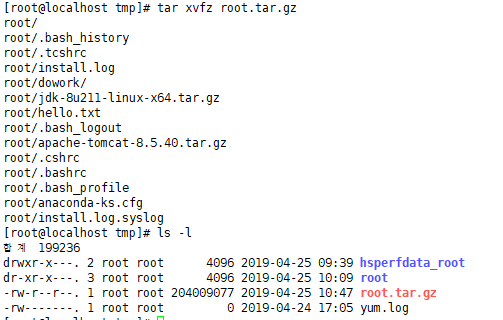 [root@localhost tmp]# tar xvfz root.tar.gz
root/
root/.bash_history
root/.tcshrc
root/install.log
root/dowork/
root/jdk-8u211-linux-x64.tar.gz
root/hello.txt
root/.bash_logout
root/apache-tomcat-8.5.40.tar.gz
root/.cshrc
root/.bashrc
root/.bash_profile
root/anaconda-ks.cfg
root/install.log.syslog
[root@localhost tmp]# ls -l
합계 199236
drwxr-x---. 2 root root 4096 2019-04-25 09:39 hsperfdata_root
dr-xr-x---. 3 root root 4096 2019-04-25 10:09 root
-rw-r--r--. 1 root root 204009077 2019-04-25 10:47 root.tar.gz
-rw-------. 1 root root 0 2019-04-24 17:05 yum.log
[root@localhost tmp]#